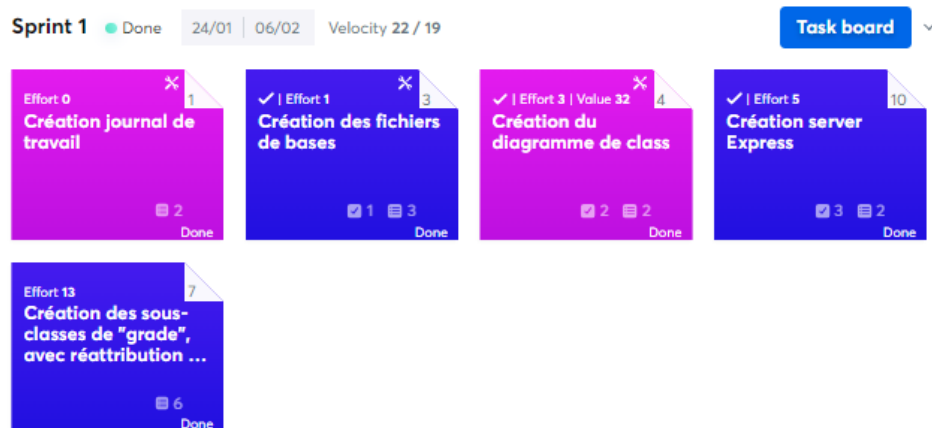 Sprint 1 Done 24/01 06/02 Velocity 22 / 19 Task board
Effort 0 1
Création journal de
travail
2
Done
✓ | Effort 1 3
Création des fichiers
de bases
1 3
Done
✓ | Effort 3 | Value 32 4
Création du
diagramme de class
2 2
Done
✓ | Effort 5 10
Création server
Express
3 2
Done
Effort 13 7
Création des sous-
classes de "grade",
avec réattribution ...
6
Done